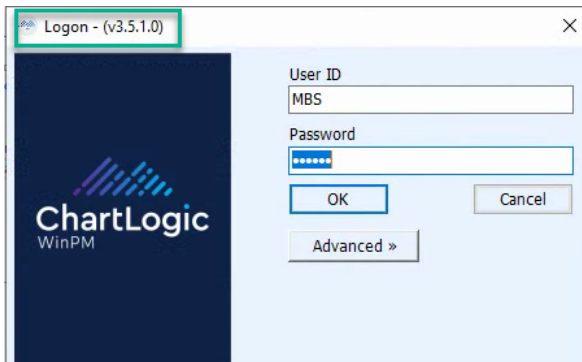 Logon - (v3.5.1.0)
User ID
MBS
Password
••••••
OK
Cancel
Advanced »
ChartLogic
WinPM